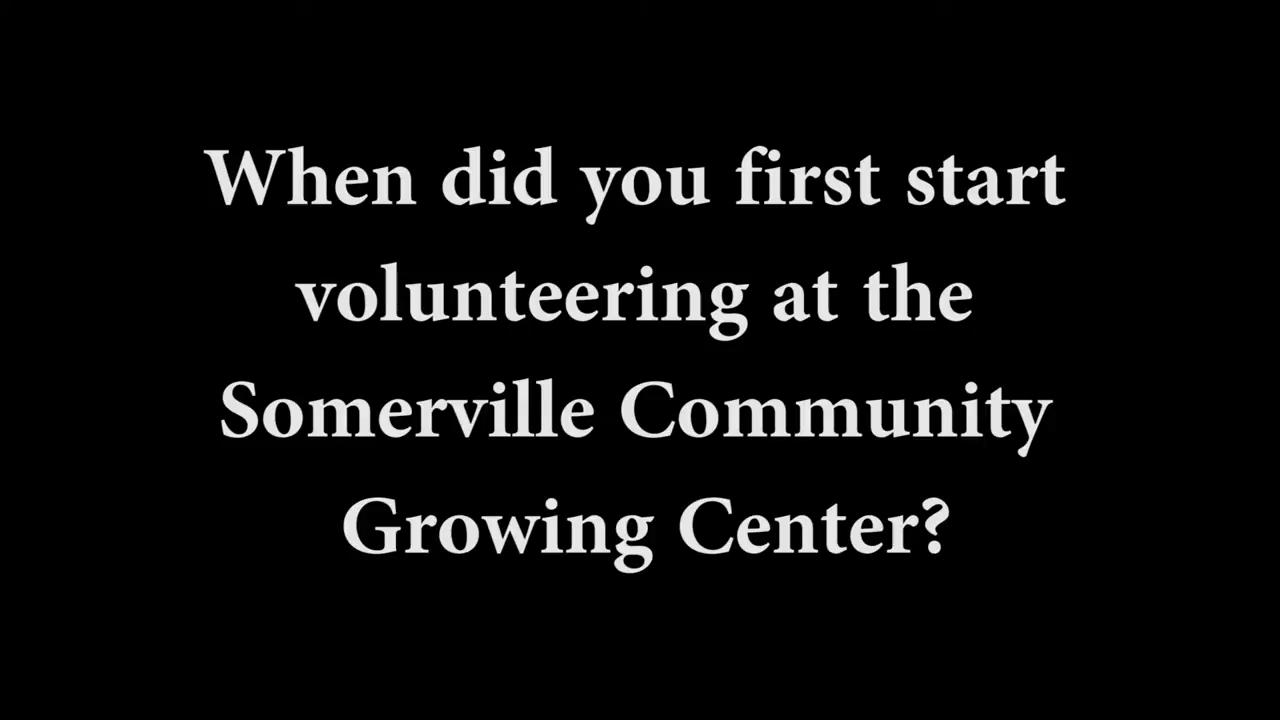 When did you first start
volunteering at the
Somerville Community
Growing Center?